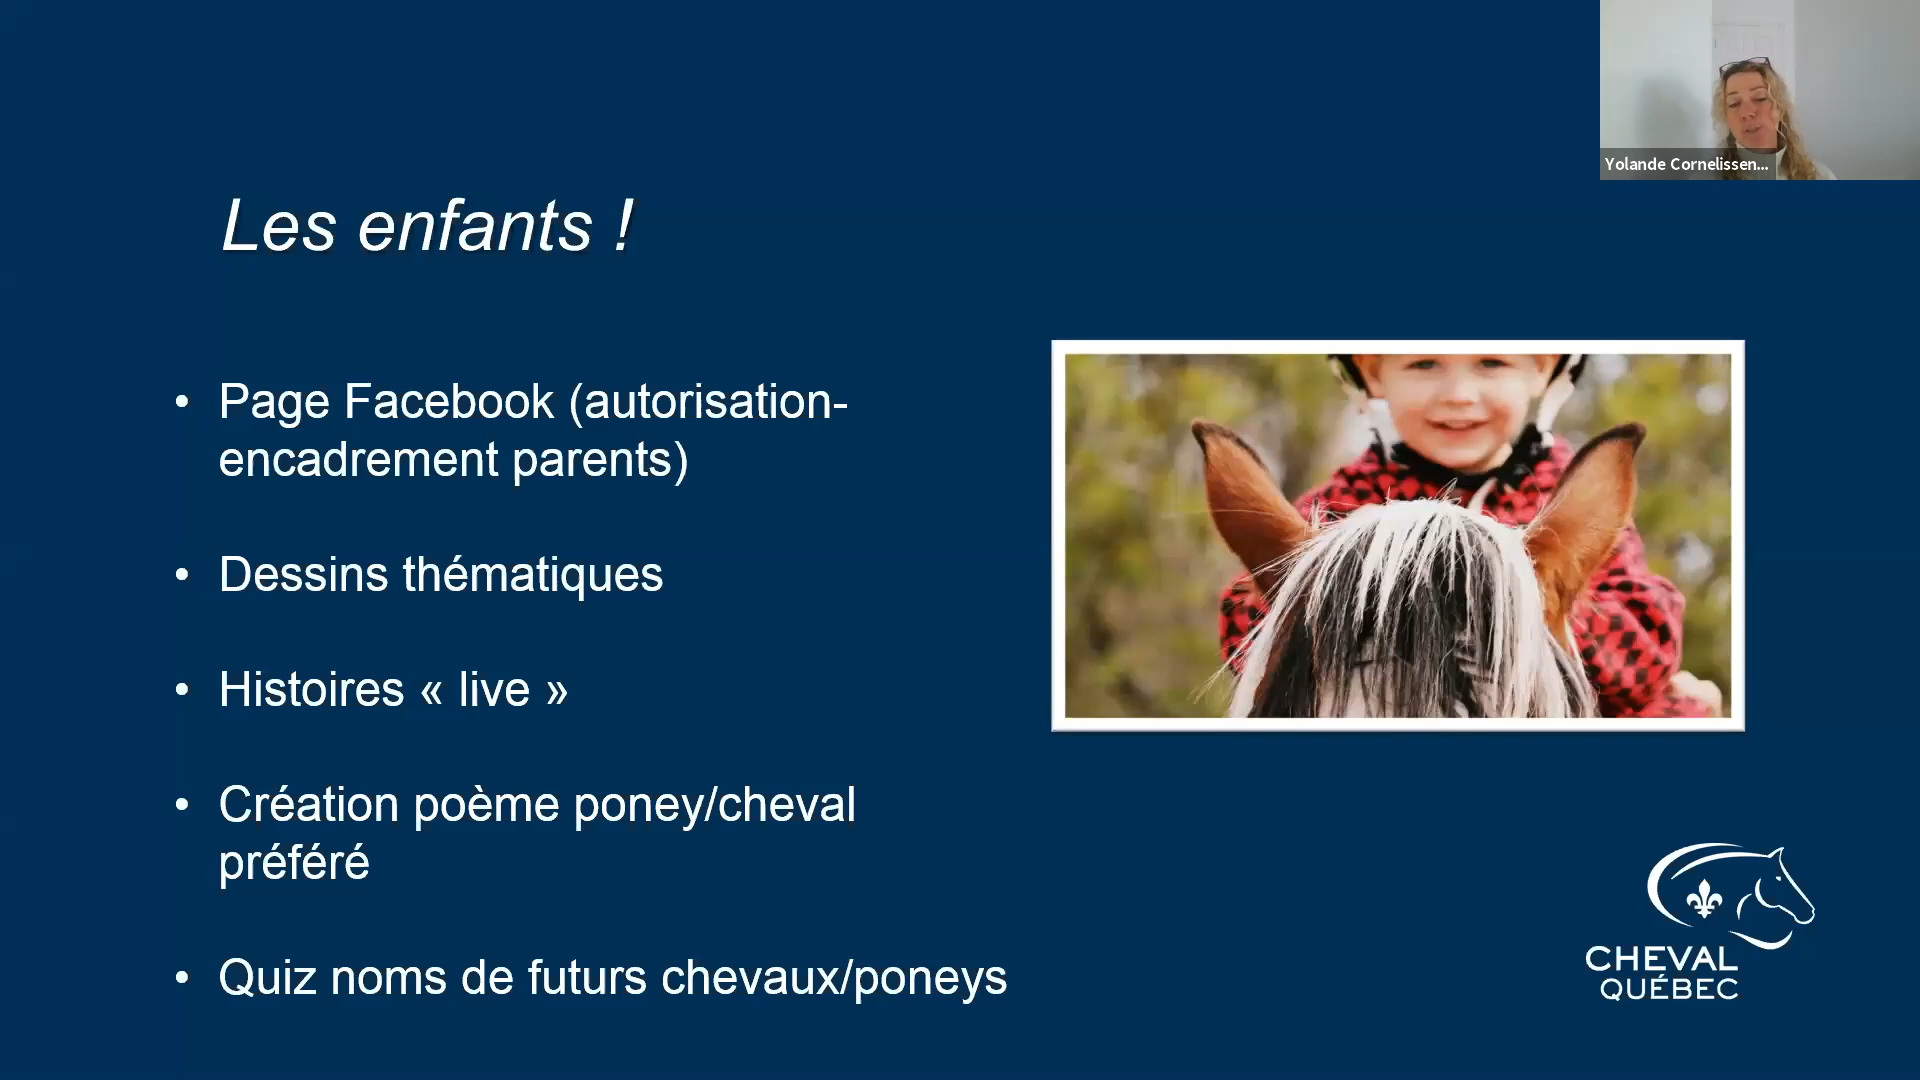 Yolande Cornelissen...
Les enfants !
• Page Facebook (autorisation-
encadrement parents)
• Dessins thématiques
• Histoires « live »
• Création poème poney/cheval
préféré
• Quiz noms de futurs chevaux/poneys
CHEVAL
QUÉBEC